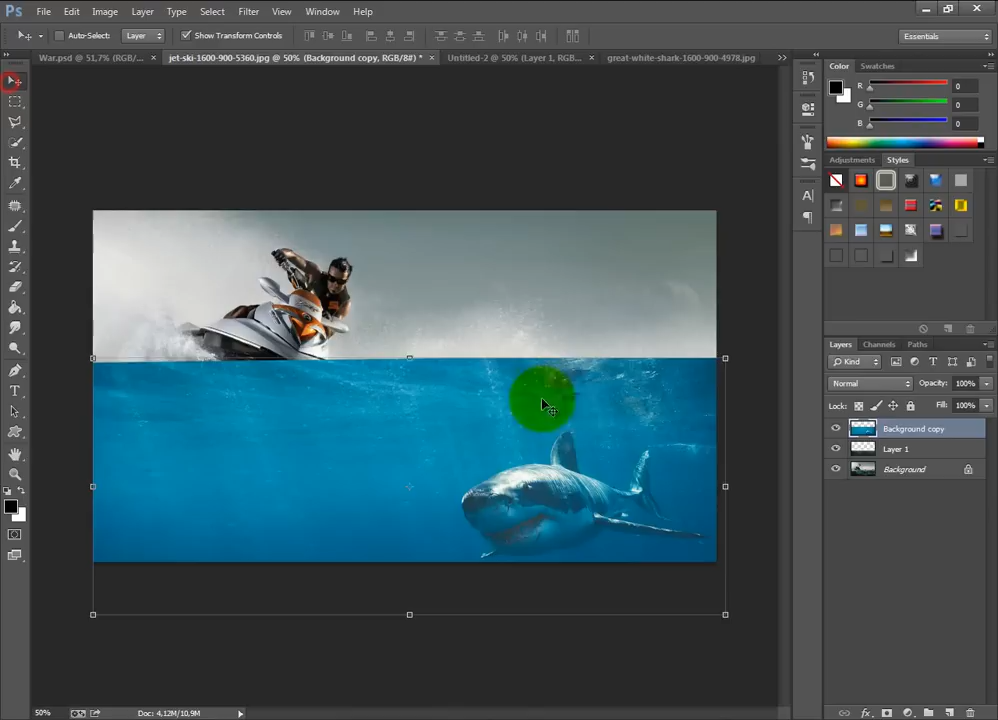 Ps File Edit Image Layer Type Select Filter View Window Help
Auto-Select: Layer Show Transform Controls Essentials
War.psd @ 51,7% (RGB/... × jet-ski-1600-900-5360.jpg @ 50% (Background copy, RGB/8#) * × Untitled-2 @ 50% (Layer 1, RGB... × great-white-shark-1600-900-4978.jpg
Color Swatches
R 0
G 0
B 0
Adjustments Styles
Layers Channels Paths
Kind
Normal Opacity: 100%
Lock: Fill: 100%
Background copy
Layer 1
Background
50% Doc: 4,12M/10,9M